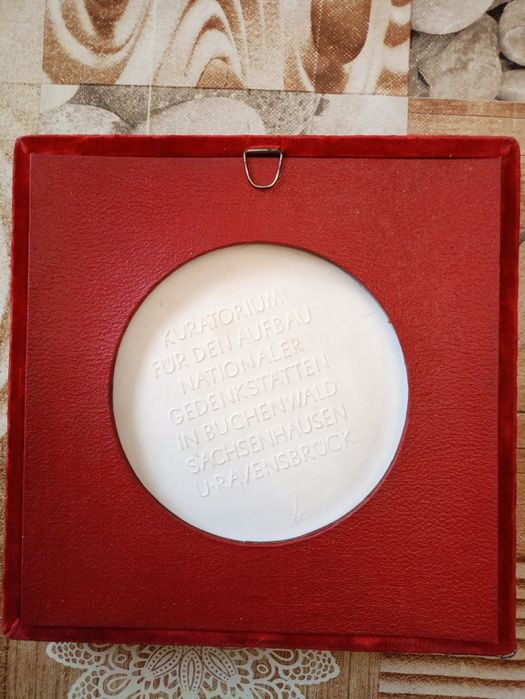 KURATORIUM
FÜR DEN AUFBAU
NATIONALER
GEDENKSTÄTTEN
IN BUCHENWALD
SACHSENHAUSEN
U·RAVENSBRÜCK